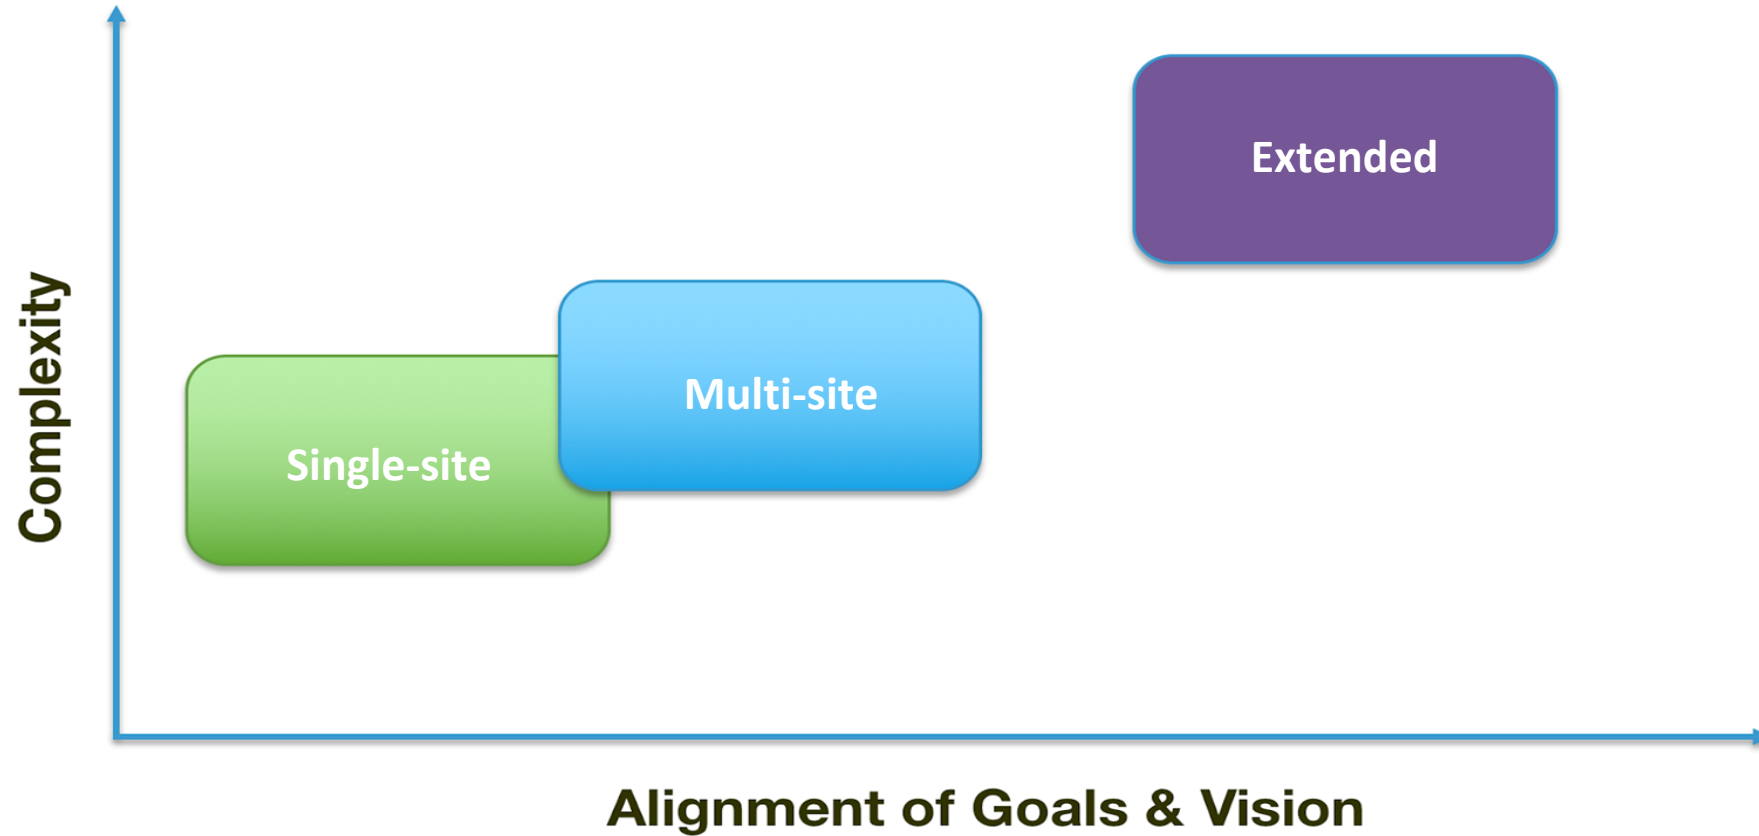 Extended
Multi-site
Single-site
Complexity
Alignment of Goals & Vision